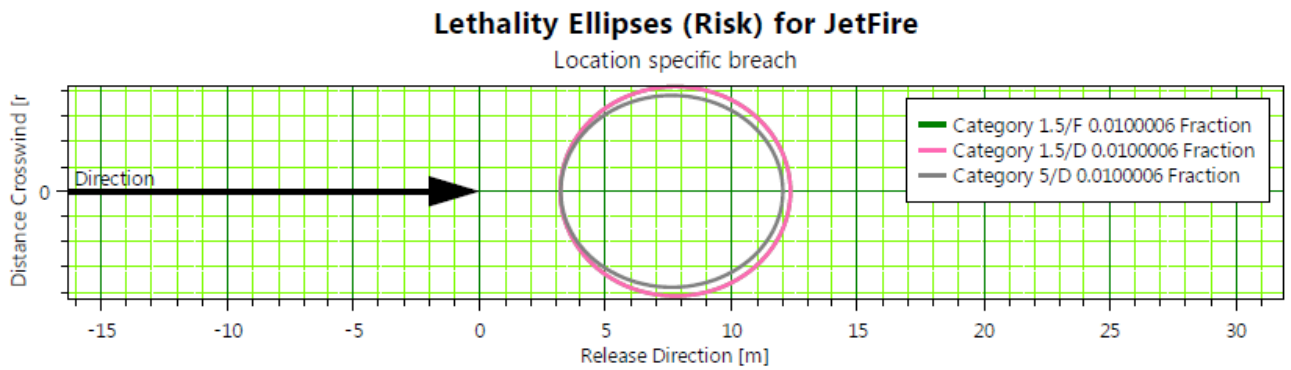 Lethality Ellipses (Risk) for JetFire
Location specific breach
Distance Crosswind [r
0
Direction
Category 1.5/F 0.0100006 Fraction
Category 1.5/D 0.0100006 Fraction
Category 5/D 0.0100006 Fraction
-15 -10 -5 0 5 10 15 20 25 30
Release Direction [m]